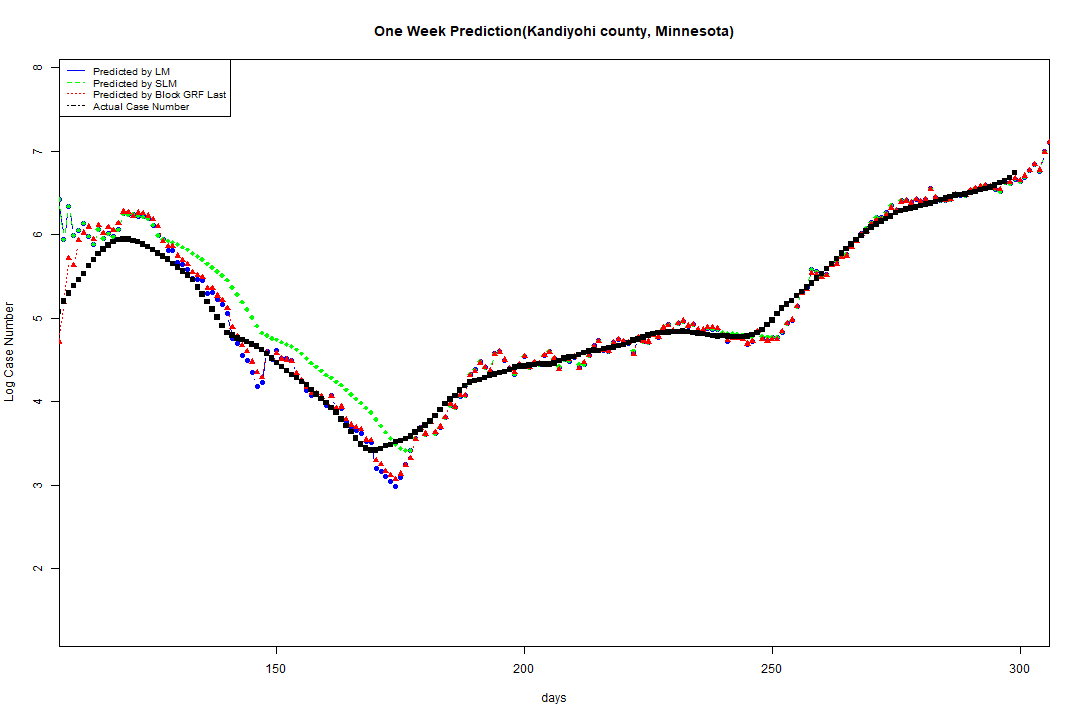 One Week Prediction(Kandiyohi county, Minnesota)
Predicted by LM
Predicted by SLM
Predicted by Block GRF Last
Actual Case Number
8
7
6
5
4
3
2
Log Case Number
150 200 250 300
days